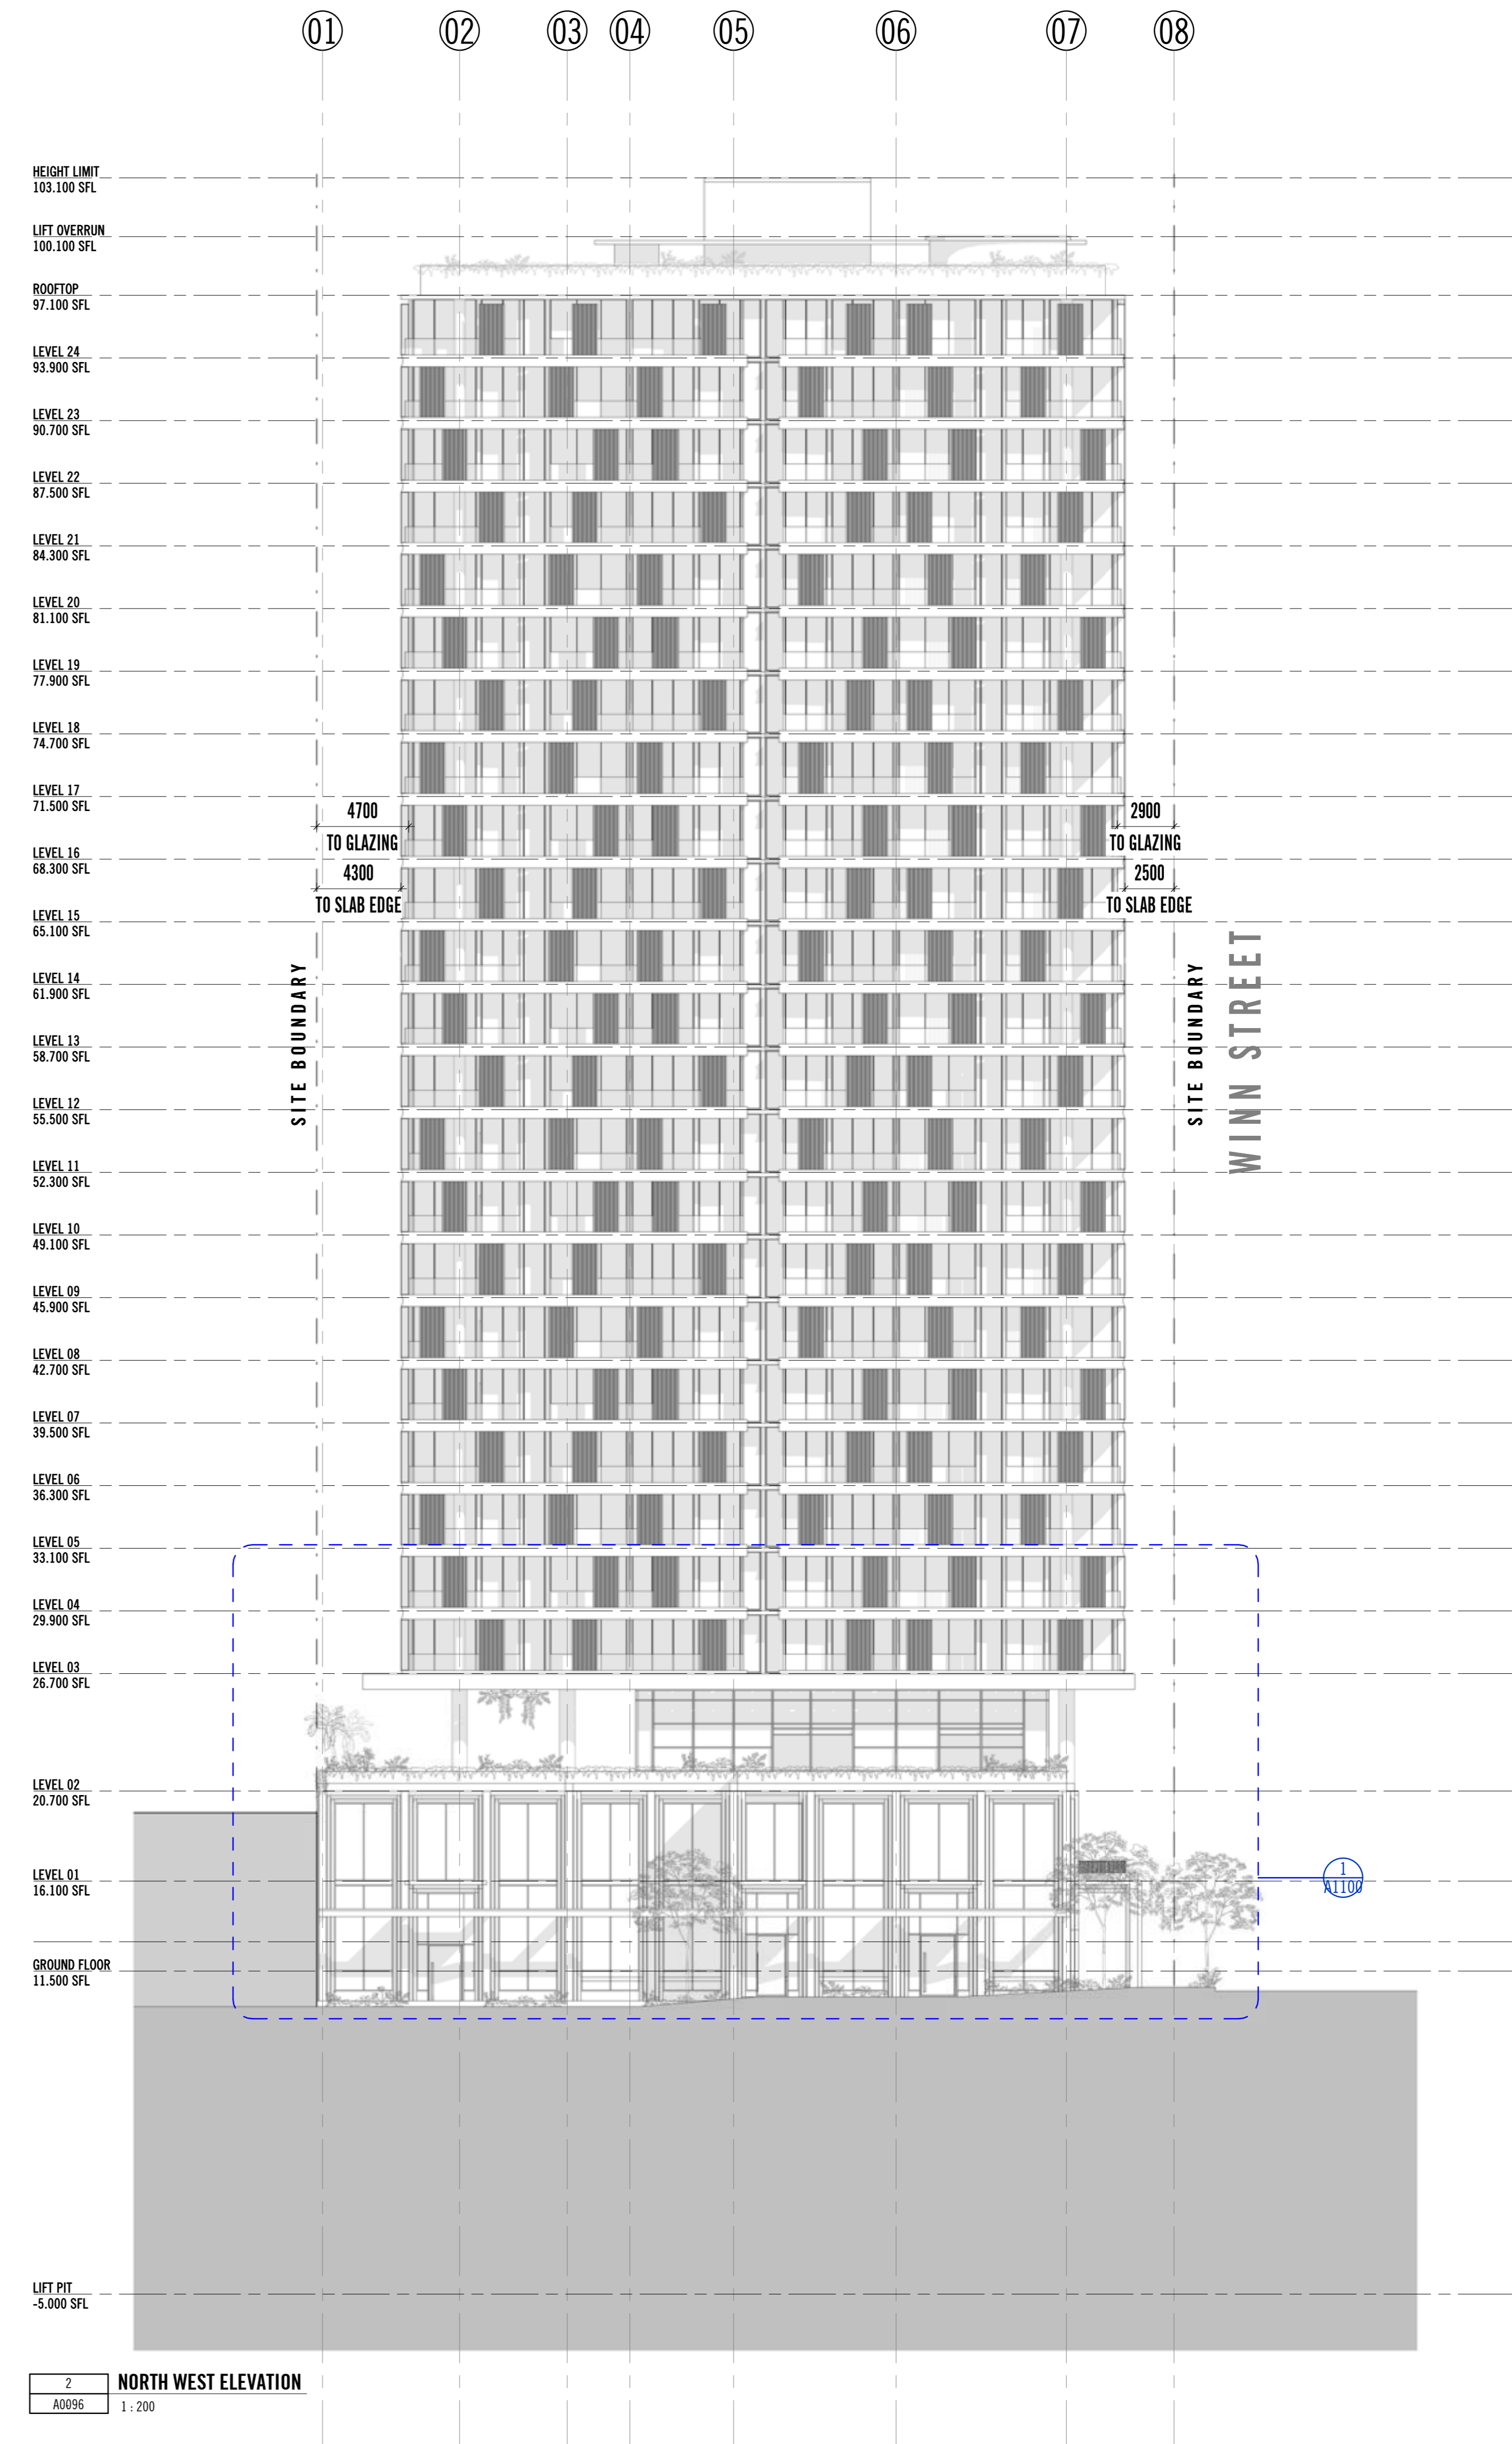 01 02 03 04 05 06 07 08
HEIGHT LIMIT
103.100 SFL
LIFT OVERRUN
100.100 SFL
ROOFTOP
97.100 SFL
LEVEL 24
93.900 SFL
LEVEL 23
90.700 SFL
LEVEL 22
87.500 SFL
LEVEL 21
84.300 SFL
LEVEL 20
81.100 SFL
LEVEL 19
77.900 SFL
LEVEL 18
74.700 SFL
LEVEL 17
71.500 SFL
4700
TO GLAZING
2900
TO GLAZING
LEVEL 16
68.300 SFL
4300
TO SLAB EDGE
2500
TO SLAB EDGE
LEVEL 15
65.100 SFL
LEVEL 14
61.900 SFL
SITE BOUNDARY
SITE BOUNDARY
WINN STREET
LEVEL 13
58.700 SFL
LEVEL 12
55.500 SFL
LEVEL 11
52.300 SFL
LEVEL 10
49.100 SFL
LEVEL 09
45.900 SFL
LEVEL 08
42.700 SFL
LEVEL 07
39.500 SFL
LEVEL 06
36.300 SFL
LEVEL 05
33.100 SFL
LEVEL 04
29.900 SFL
LEVEL 03
26.700 SFL
LEVEL 02
20.700 SFL
LEVEL 01
16.100 SFL
1
A1100
GROUND FLOOR
11.500 SFL
LIFT PIT
-5.000 SFL
2
A0096
NORTH WEST ELEVATION
1 : 200